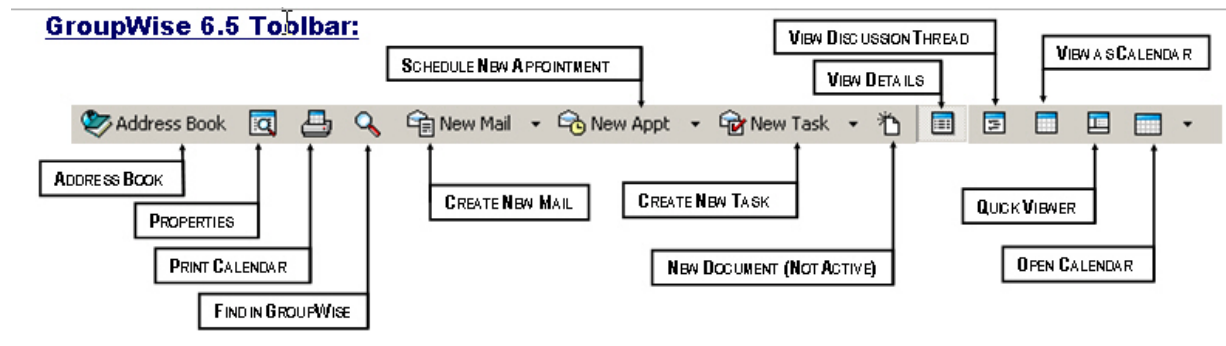 GroupWise 6.5 Toolbar:
VIEW DISCUSSION THREAD
SCHEDULE NEW APPOINTMENT
VIEW AS CALENDAR
VIEW DETAILS
Address Book New Mail New Appt New Task
ADDRESS BOOK
CREATE NEW MAIL
CREATE NEW TASK
QUICK VIEWER
PROPERTIES
PRINT CALENDAR
NEW DOCUMENT (NOT ACTIVE)
OPEN CALENDAR
FIND IN GROUPWISE